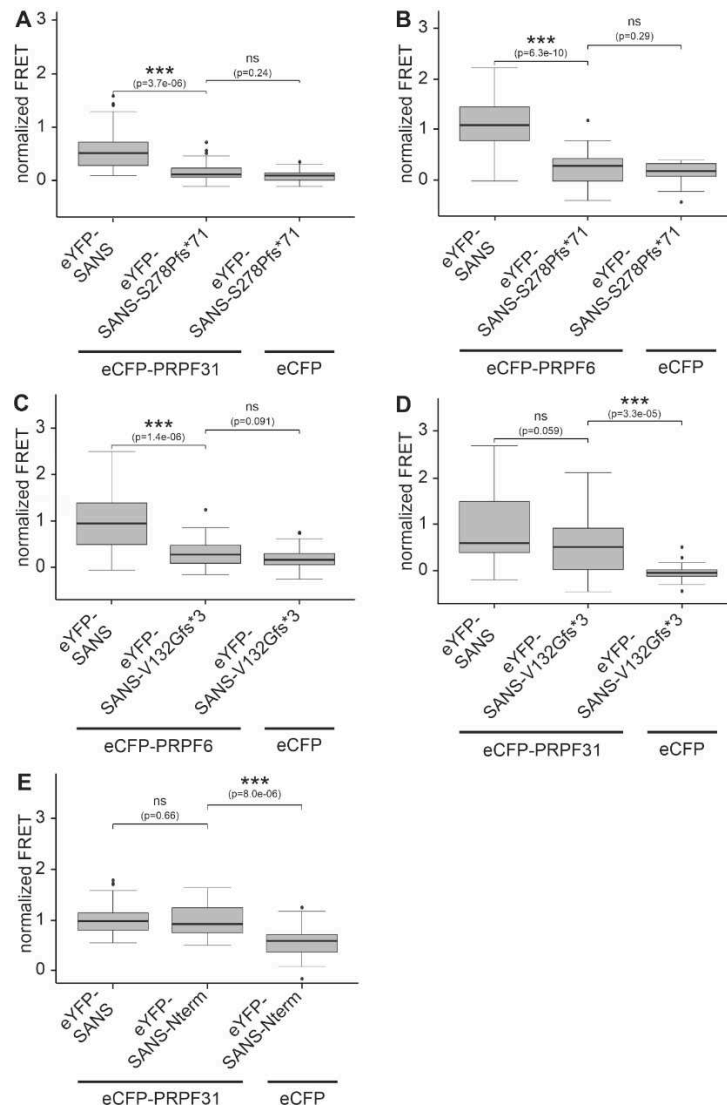 A
normalized FRET
3
2
1
0
***
(p=3.7e-06)
ns
(p=0.24)
eYFP-
SANS
eYFP-
SANS-S278Pfs*71
eYFP-
SANS-S278Pfs*71
eCFP-PRPF31
eCFP
B
normalized FRET
3
2
1
0
***
(p=6.3e-10)
ns
(p=0.29)
eYFP-
SANS
eYFP-
SANS-S278Pfs*71
eYFP-
SANS-S278Pfs*71
eCFP-PRPF6
eCFP
C
normalized FRET
3
2
1
0
***
(p=1.4e-06)
ns
(p=0.091)
eYFP-
SANS
eYFP-
SANS-V132Gfs*3
eYFP-
SANS-V132Gfs*3
eCFP-PRPF6
eCFP
D
normalized FRET
3
2
1
0
ns
(p=0.059)
***
(p=3.3e-05)
eYFP-
SANS
eYFP-
SANS-V132Gfs*3
eYFP-
SANS-V132Gfs*3
eCFP-PRPF31
eCFP
E
normalized FRET
3
2
1
0
ns
(p=0.66)
***
(p=8.0e-06)
eYFP-
SANS
eYFP-
SANS-Nterm
eYFP-
SANS-Nterm
eCFP-PRPF31
eCFP